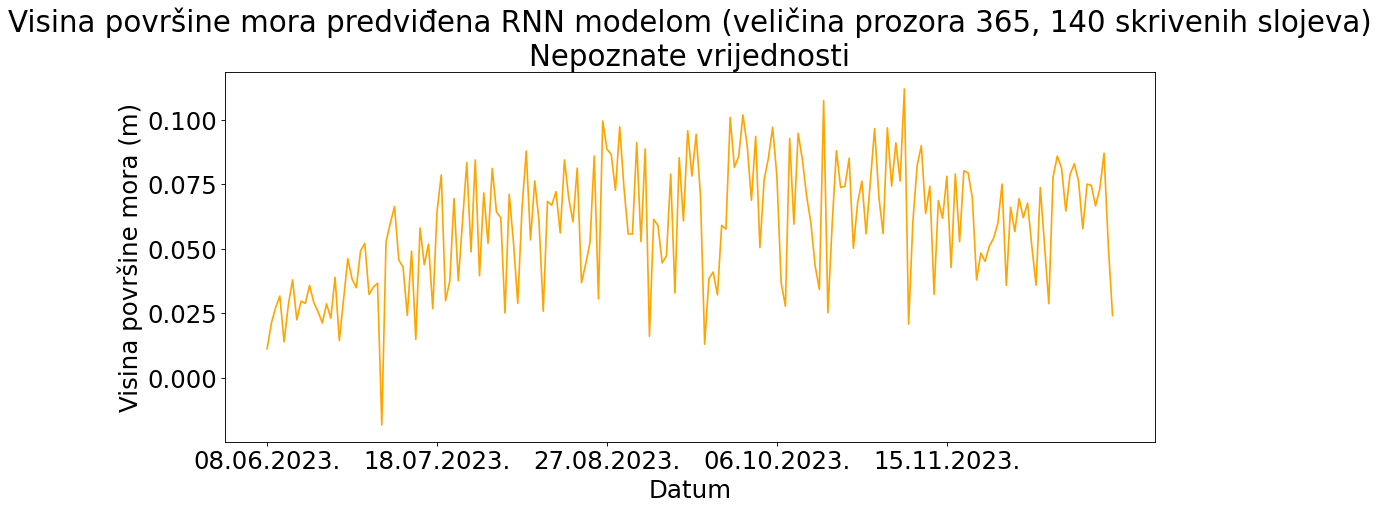 Visina površine mora predviđena RNN modelom (veličina prozora 365, 140 skrivenih slojeva)
Nepoznate vrijednosti
Visina površine mora (m)
0.100
0.075
0.050
0.025
0.000
08.06.2023. 18.07.2023. 27.08.2023. 06.10.2023. 15.11.2023.
Datum